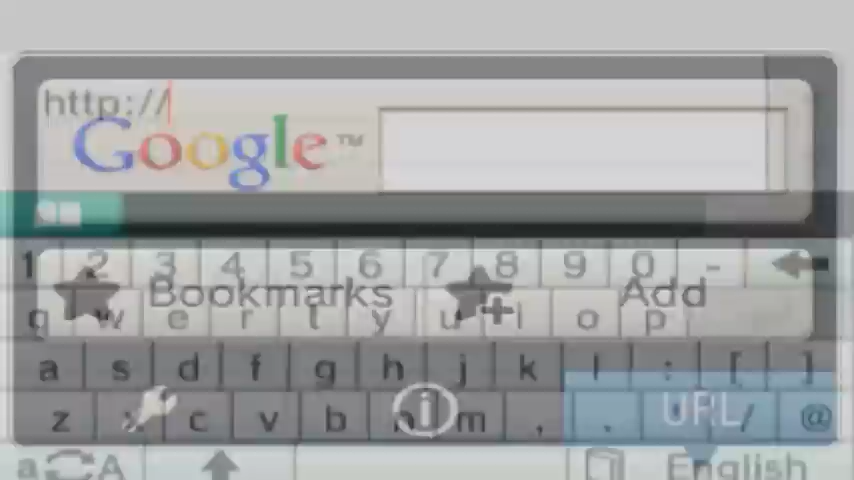 http://
Google™
1 2 3 4 5 6 7 8 9 0 -
Bookmarks Add
q w e r t y u i o p
a s d f g h j k l : [ ]
z x c v b n m , . ' / @
URL
a A English